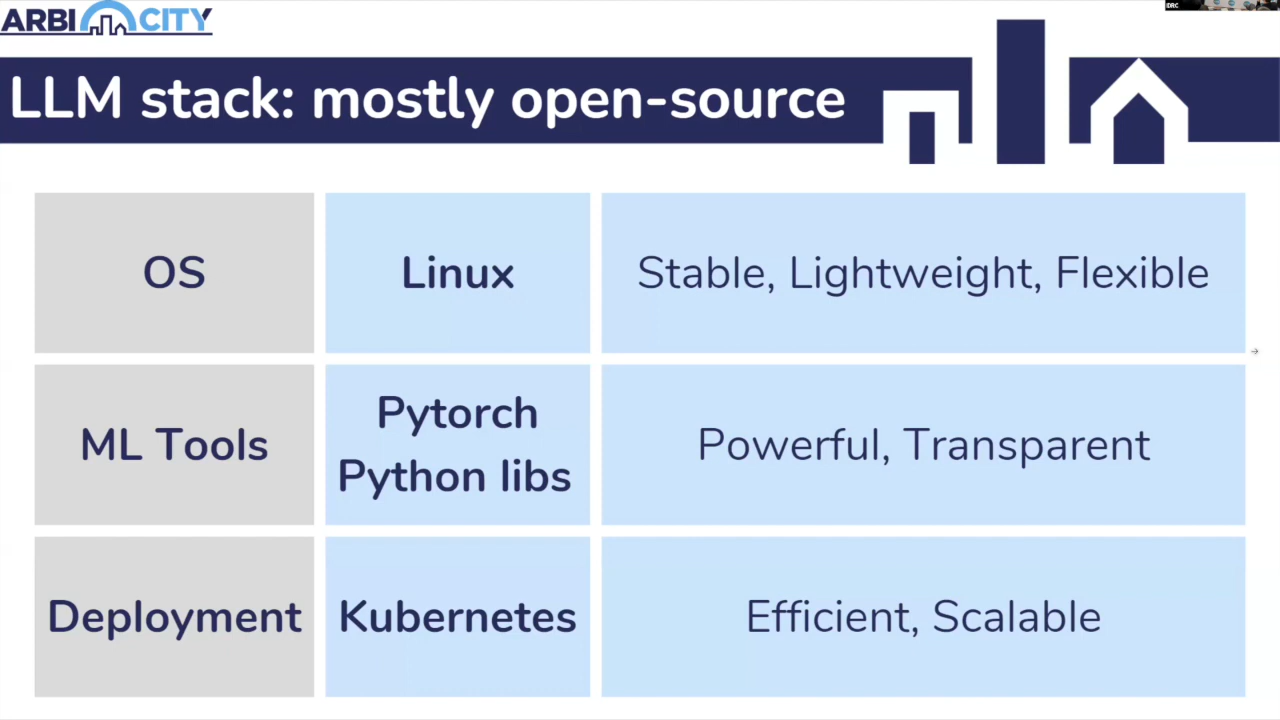 ARBI CITY
IDRC
LLM stack: mostly open-source
OS
Linux
Stable, Lightweight, Flexible
ML Tools
Pytorch
Python libs
Powerful, Transparent
Deployment
Kubernetes
Efficient, Scalable